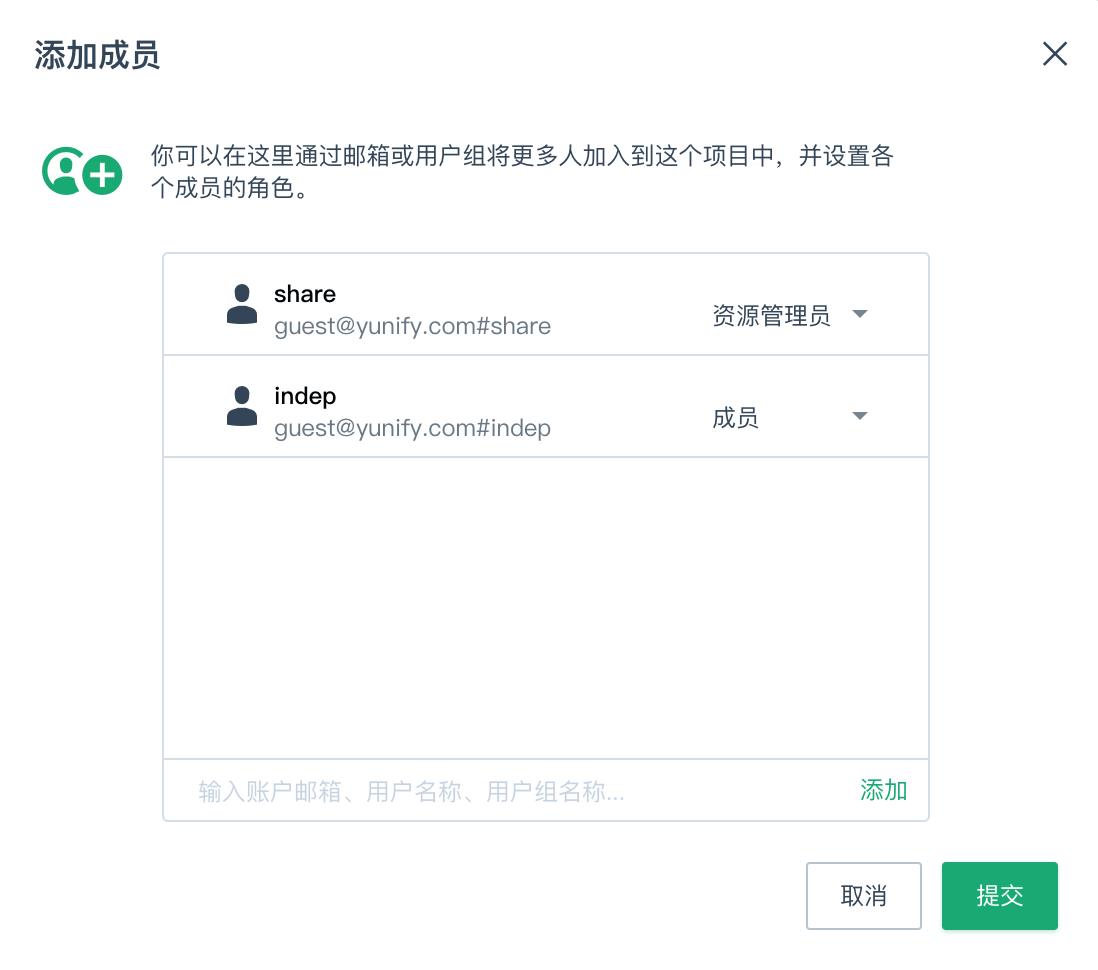 添加成员
你可以在这里通过邮箱或用户组将更多人加入到这个项目中，并设置各
个成员的角色。
share
guest@yunify.com#share
资源管理员
indep
guest@yunify.com#indep
成员
输入账户邮箱、用户名称、用户组名称...
添加
取消
提交